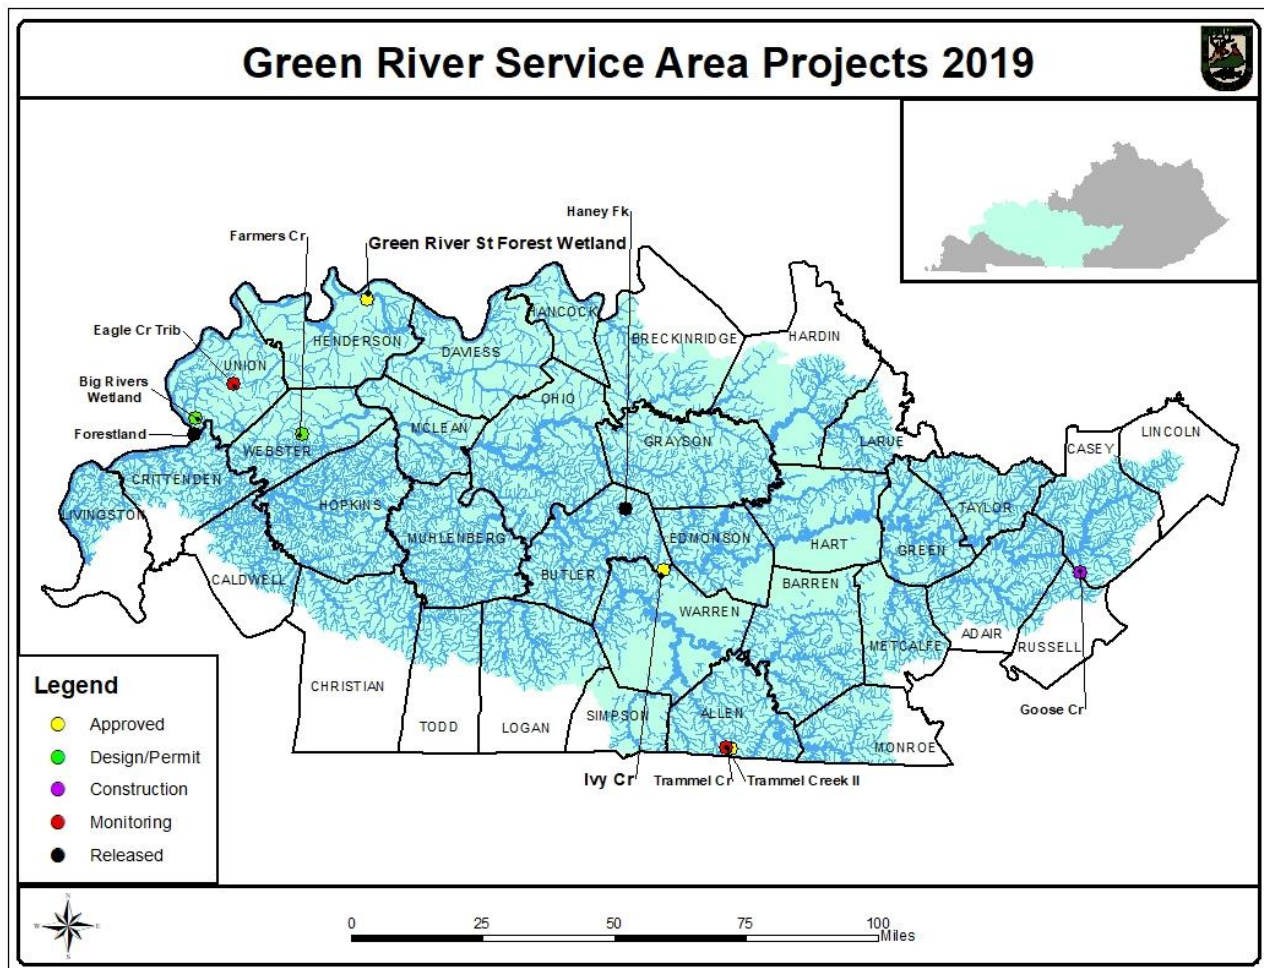 Green River Service Area Projects 2019
Haney Fk
Farmers Cr
Green River St Forest Wetland
Eagle Cr Trib
Big Rivers
Wetland
Forestland
HANCOCK
BRECKINRIDGE
HARDIN
HENDERSON
DAVIESS
UNION
OHIO
MCLEAN
GRAYSON
LARUE
CASEY
LINCOLN
WEBSTER
CRITTENDEN
LIVINGSTON
HOPKINS
TAYLOR
MUHLENBERG
EDMONSON
HART
GREEN
CALDWELL
BUTLER
BARREN
WARREN
METCALFE
ADAIR
RUSSELL
CHRISTIAN
TODD
LOGAN
SIMPSON
ALLEN
MONROE
Goose Cr
Ivy Cr
Trammel Cr
Trammel Creek II
Legend
Approved
Design/Permit
Construction
Monitoring
Released
N
W
E
S
0 25 50 75 100
Miles